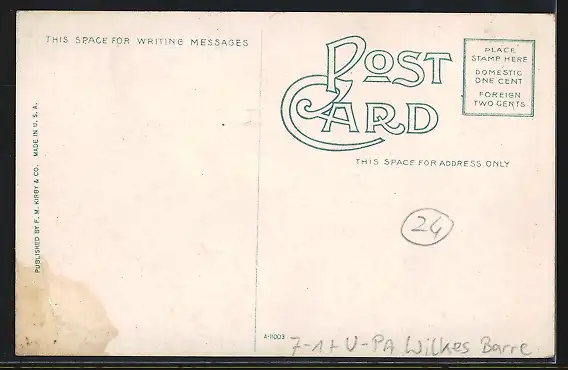 THIS SPACE FOR WRITING MESSAGES
POST
CARD
PLACE
STAMP HERE
DOMESTIC
ONE CENT
FOREIGN
TWO CENTS
THIS SPACE FOR ADDRESS ONLY
PUBLISHED BY F. M. KIRBY & CO. MADE IN U. S. A.
24
A-11003
7-1+ U-PA Wilkes Barre